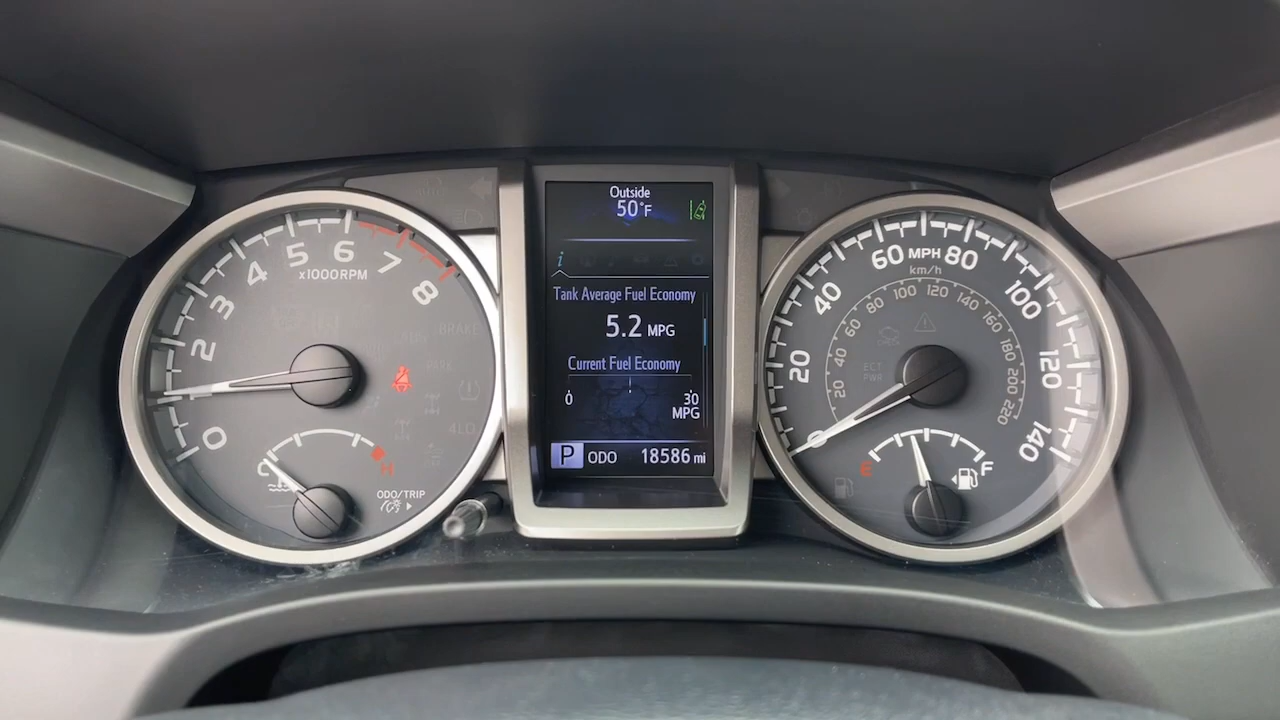 Outside
50°F
i
Tank Average Fuel Economy
5.2 MPG
Current Fuel Economy
0 30
MPG
P ODO 18586 mi
0 2 3 4 5 6 7 8
x1000RPM
BRAKE
PARK
4LO
C H
ODO/TRIP
0 20 40 60 MPH 80 100 120 140
km/h
20 40 60 80 100 120 140 160 180 200 220
CHECK
ECT
PWR
E F